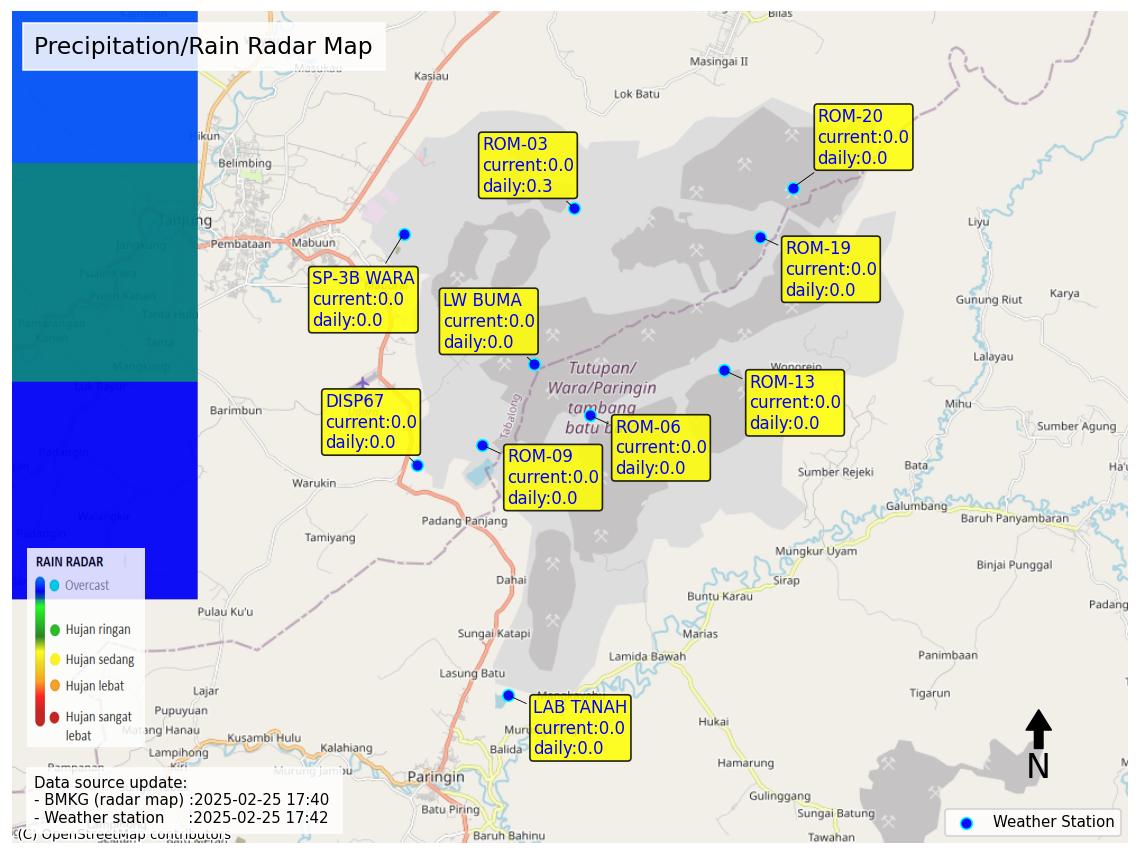 Precipitation/Rain Radar Map
Bilas
Masingai II
Kasiau
Lok Batu
Hikun
Belimbing
Tanjung
Pembataan
Mabuun
ROM-03
current:0.0
daily:0.3
ROM-20
current:0.0
daily:0.0
ROM-19
current:0.0
daily:0.0
SP-3B WARA
current:0.0
daily:0.0
LW BUMA
current:0.0
daily:0.0
Liyu
Gunung Riut
Karya
Lalayau
Wonorejo
Tutupan/
Wara/Paringin
tambang
batu b
Tabalong
ROM-13
current:0.0
daily:0.0
DISP67
current:0.0
daily:0.0
ROM-06
current:0.0
daily:0.0
ROM-09
current:0.0
daily:0.0
Barimbun
Mihu
Sumber Agung
Bata
Sumber Rejeki
Warukin
Galumbang
Baruh Panyambaran
Padang Panjang
Tamiyang
Mungkur Uyam
Binjai Punggal
Dahai
Sirap
Buntu Karau
Padang
Pulau Ku'u
Sungai Katapi
Marias
Lamida Bawah
Panimbaan
Lasung Batu
Tigarun
Lajar
Pupuyuan
Matang Hanau
Kusambi Hulu
Lampihong
Kalahiang
Murung Jambu
Balida
Hukai
Hamarung
Paringin
Gulinggang
Batu Piring
Sungai Batung
Baruh Bahinu
Tawahan
LAB TANAH
current:0.0
daily:0.0
RAIN RADAR
Overcast
Hujan ringan
Hujan sedang
Hujan lebat
Hujan sangat
lebat
N
Data source update:
- BMKG (radar map) :2025-02-25 17:40
- Weather station :2025-02-25 17:42
(C) OpenStreetMap contributors
Weather Station